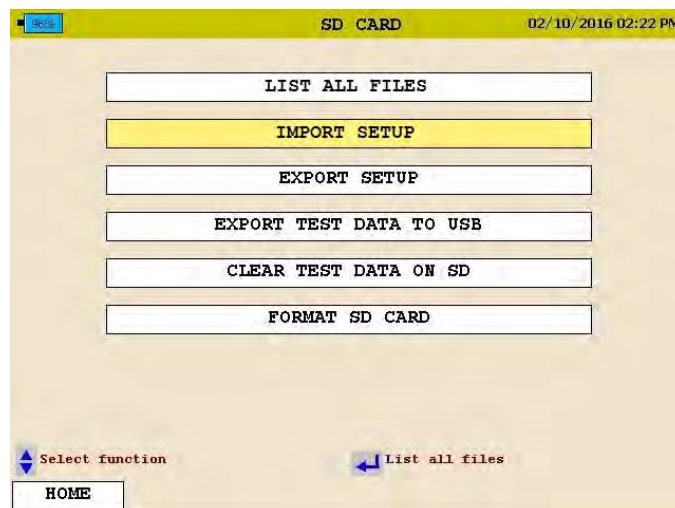 96% SD CARD 02/10/2016 02:22 PM
LIST ALL FILES
IMPORT SETUP
EXPORT SETUP
EXPORT TEST DATA TO USB
CLEAR TEST DATA ON SD
FORMAT SD CARD
Select function List all files
HOME